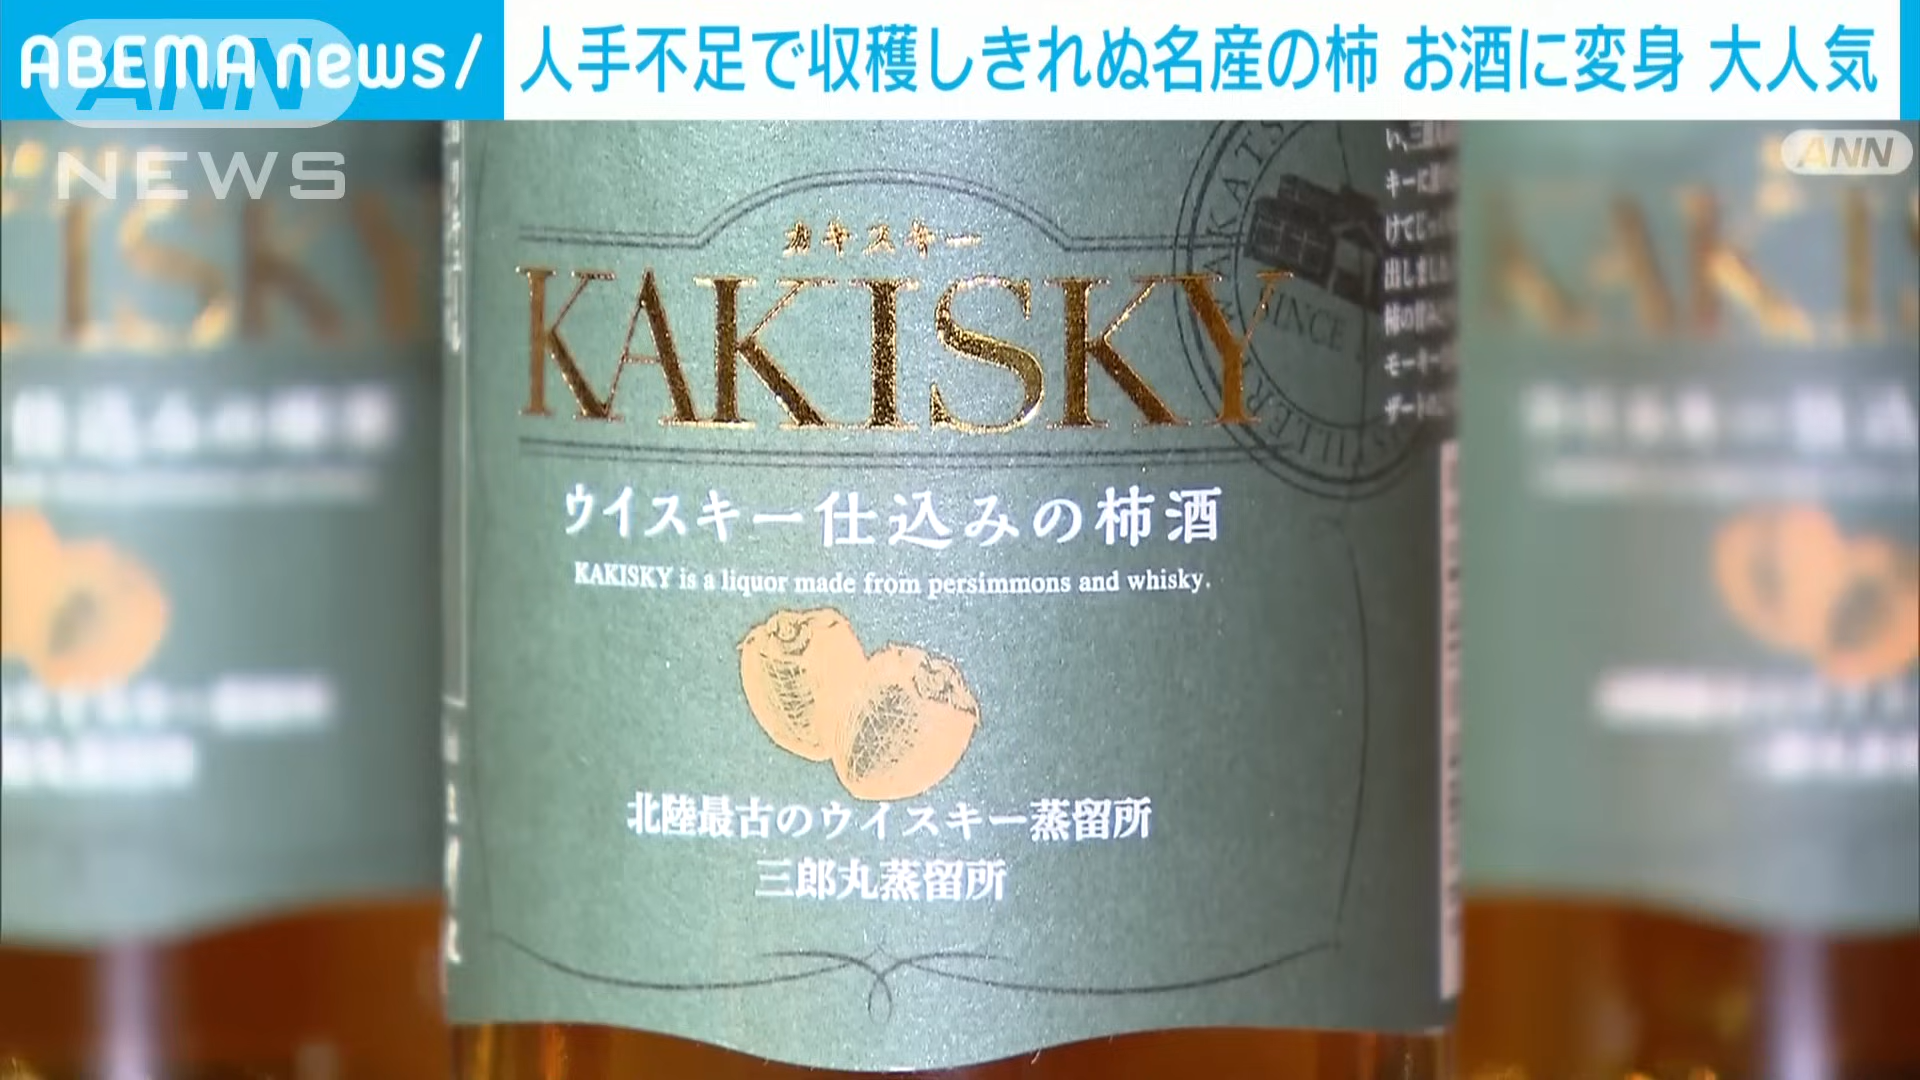 ABEMA news/
人手不足で収穫しきれぬ名産の柿 お酒に変身 大人気
ANN
NEWS
ANN
カキスキー
KAKISKY
SINCE
ウイスキー仕込みの柿酒
KAKISKY is a liquor made from persimmons and whisky.
北陸最古のウイスキー蒸留所
三郎丸蒸留所